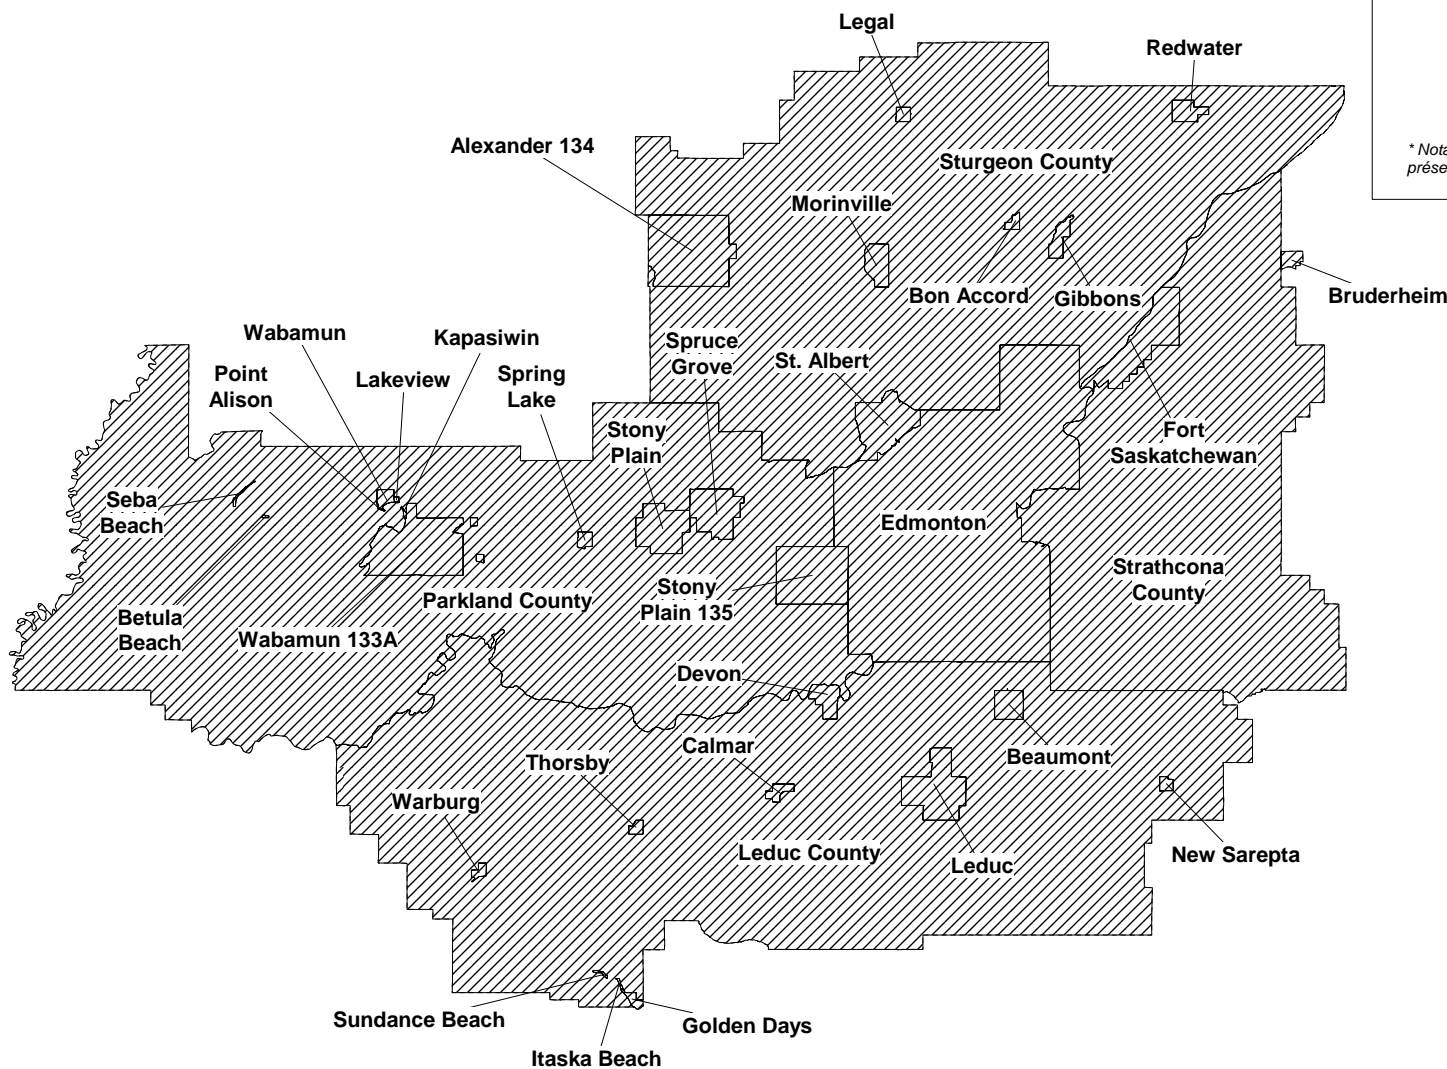 Legal
Redwater
* Nota
prése
Alexander 134
Sturgeon County
Morinville
Bon Accord
Gibbons
Bruderheim
Wabamun
Kapasiwin
Spruce
Grove
St. Albert
Point
Alison
Lakeview
Spring
Lake
Stony
Plain
Fort
Saskatchewan
Seba
Beach
Edmonton
Strathcona
County
Stony
Plain 135
Parkland County
Betula
Beach
Wabamun 133A
Devon
Calmar
Beaumont
Thorsby
Warburg
Leduc County
Leduc
New Sarepta
Sundance Beach
Golden Days
Itaska Beach